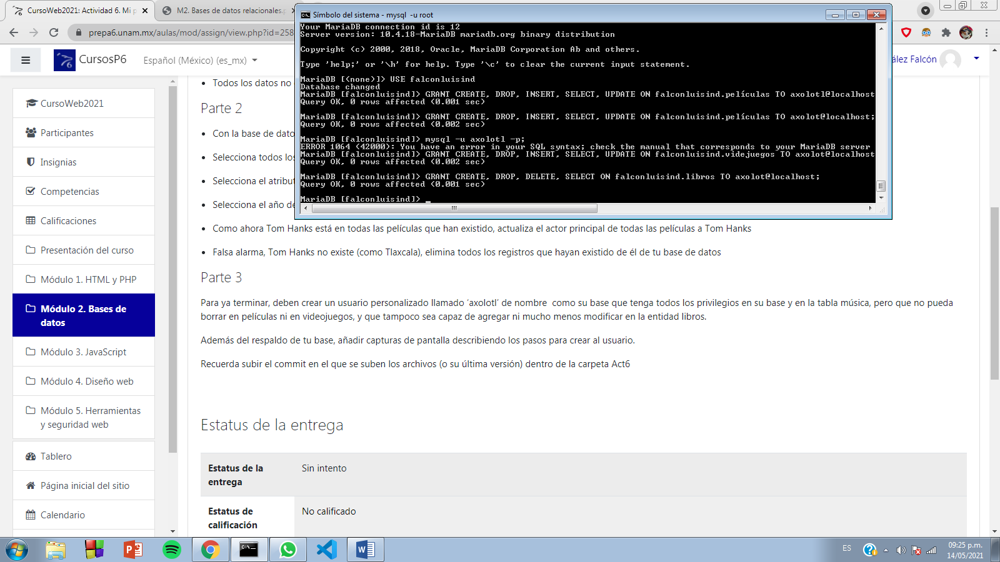 CursoWeb2021: Actividad 6. Mi p
M2. Bases de datos relacionales.p
prepa6.unam.mx/aulas/mod/assign/view.php?id=258
CursosP6
Español (México) (es_mx)
ález Falcón
CursoWeb2021
Participantes
Insignias
Competencias
Calificaciones
Presentación del curso
Módulo 1. HTML y PHP
Módulo 2. Bases de
datos
Módulo 3. JavaScript
Módulo 4. Diseño web
Módulo 5. Herramientas
y seguridad web
Tablero
Página inicial del sitio
Calendario
Símbolo del sistema - mysql -u root
Your MariaDB connection id is 12
Server version: 10.4.18-MariaDB mariadb.org binary distribution
Copyright (c) 2000, 2018, Oracle, MariaDB Corporation Ab and others.
Type 'help;' or '\h' for help. Type '\c' to clear the current input statement.
MariaDB [(none)]> USE falconluisind
Database changed
MariaDB [falconluisind]> GRANT CREATE, DROP, INSERT, SELECT, UPDATE ON falconluisind.películas TO axolotl@localhost
Query OK, 0 rows affected (0.001 sec)
MariaDB [falconluisind]> GRANT CREATE, DROP, INSERT, SELECT, UPDATE ON falconluisind.películas TO axolot@localhost;
Query OK, 0 rows affected (0.002 sec)
MariaDB [falconluisind]> mysql -u axolotl -p;
ERROR 1064 (42000): You have an error in your SQL syntax; check the manual that corresponds to your MariaDB server
MariaDB [falconluisind]> GRANT CREATE, DROP, INSERT, SELECT, UPDATE ON falconluisind.videjuegos TO axolot@localhost
Query OK, 0 rows affected (0.002 sec)
MariaDB [falconluisind]> GRANT CREATE, DROP, DELETE, SELECT ON falconluisind.libros TO axolot@localhost;
Query OK, 0 rows affected (0.001 sec)
MariaDB [falconluisind]> _
Todos los datos no
Parte 2
Con la base de dato
Selecciona todos los
Selecciona el atribut
Selecciona el año de
Como ahora Tom Hanks está en todas las películas que han existido, actualiza el actor principal de todas las películas a Tom Hanks
Falsa alarma, Tom Hanks no existe (como Tlaxcala), elimina todos los registros que hayan existido de él de tu base de datos
Parte 3
Para ya terminar, deben crear un usuario personalizado llamado ‘axolotl’ de nombre como su base que tenga todos los privilegios en su base y en la tabla música, pero que no pueda
borrar en películas ni en videojuegos, y que tampoco sea capaz de agregar ni mucho menos modificar en la entidad libros.
Además del respaldo de tu base, añadir capturas de pantalla describiendo los pasos para crear al usuario.
Recuerda subir el commit en el que se suben los archivos (o su última versión) dentro de la carpeta Act6
Estatus de la entrega
Estatus de la
entrega
Sin intento
Estatus de
calificación
No calificado
ES
09:25 p.m.
14/05/2021